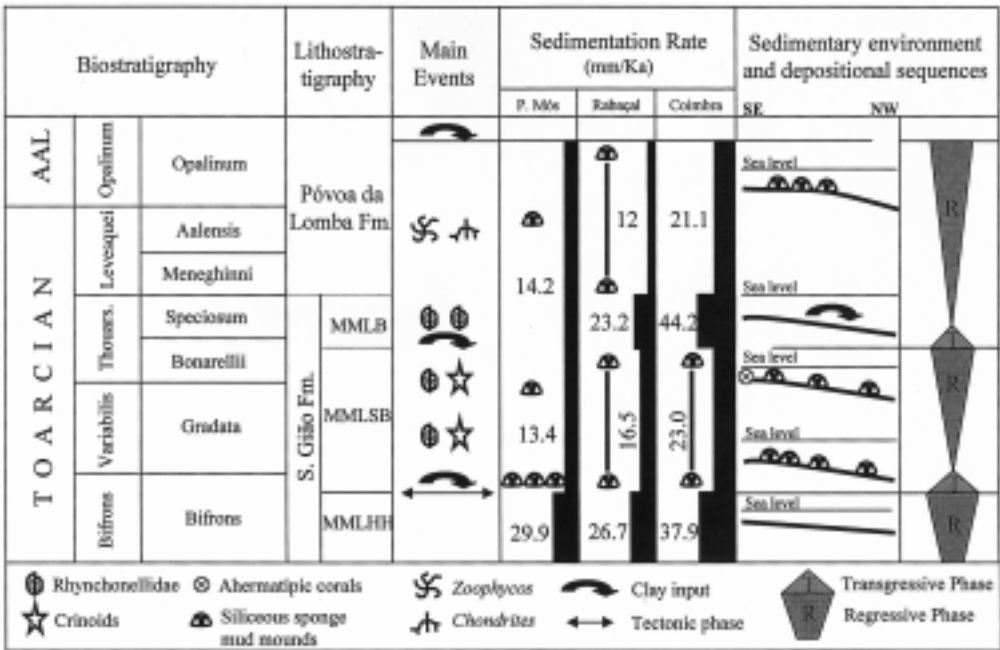 Biostratigraphy
Lithostra-
tigraphy
Main
Events
Sedimentation Rate
(mm/Ka)
P. Mós
Rabaçal
Coimbra
Sedimentary environment
and depositional sequences
SE
NW
AAL
TOARCIAN
Opalinum
Levesquei
Thouars.
Variabilis
Bifrons
Opalinum
Aalensis
Meneghinni
Speciosum
Bonarellii
Gradata
Bifrons
Póvoa da
Lomba Fm.
S. Gião Fm.
MMLB
MMLSB
MMLHH
14.2
13.4
29.9
12
23.2
16.5
26.7
21.1
44.2
23.0
37.9
Sea level
Sea level
Sea level
Sea level
Sea level
R
T
R
T
R
Rhynchonellidae
Ahermatipic corals
Zoophycos
Clay input
Crinoids
Siliceous sponge
mud mounds
Chondrites
Tectonic phase
T
R
Transgressive Phase
Regressive Phase